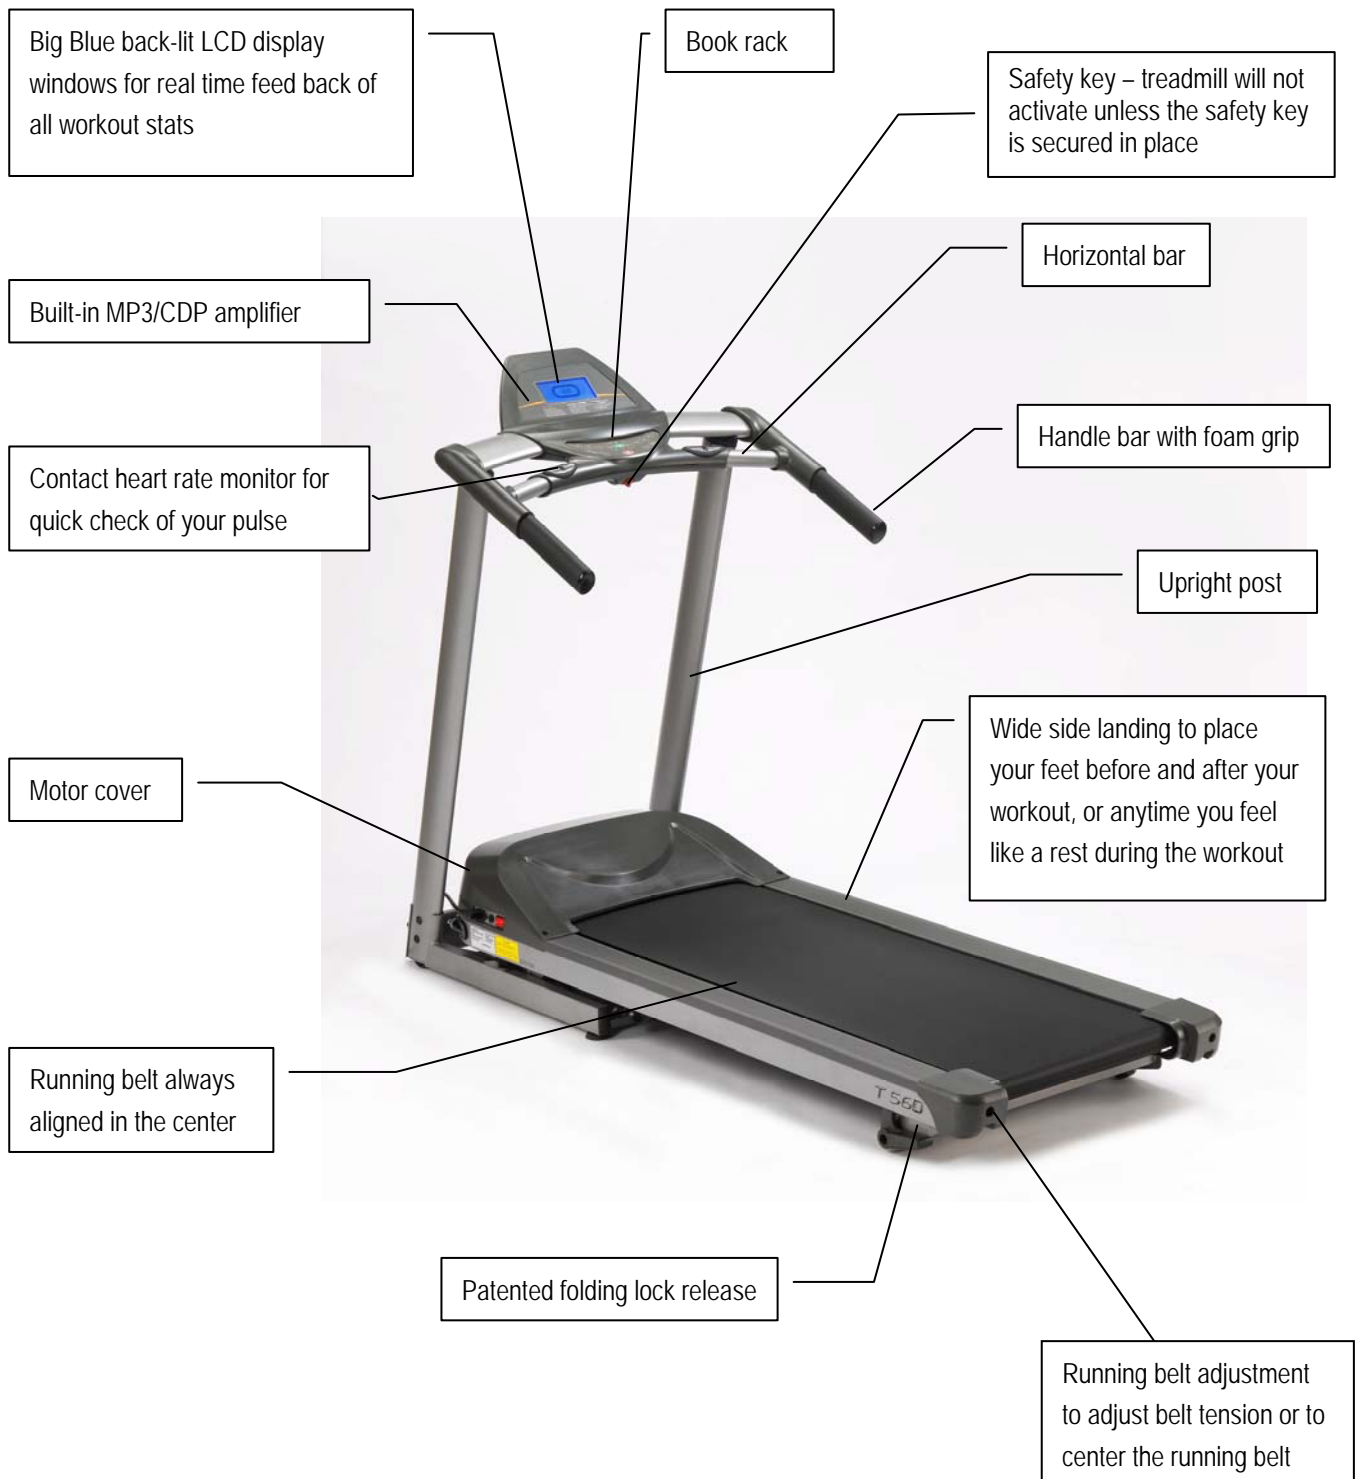 Big Blue back-lit LCD display
windows for real time feed back of
all workout stats
Book rack
Safety key – treadmill will not
activate unless the safety key
is secured in place
Horizontal bar
Built-in MP3/CDP amplifier
Handle bar with foam grip
Contact heart rate monitor for
quick check of your pulse
Upright post
Wide side landing to place
your feet before and after your
workout, or anytime you feel
like a rest during the workout
Motor cover
Running belt always
aligned in the center
T 560
Patented folding lock release
Running belt adjustment
to adjust belt tension or to
center the running belt